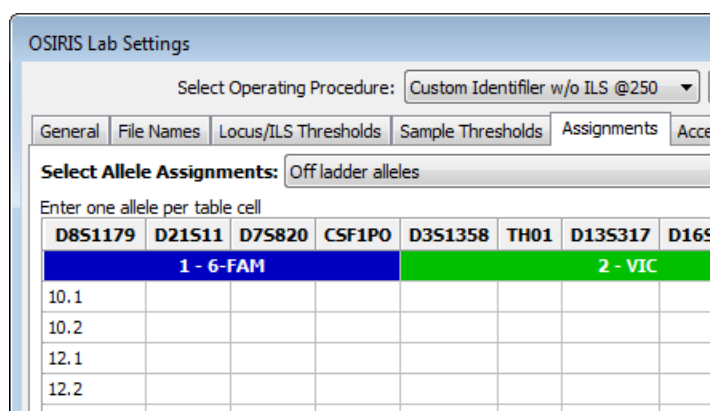 OSIRIS Lab Settings
Select Operating Procedure: Custom Identifiler w/o ILS @250
General File Names Locus/ILS Thresholds Sample Thresholds Assignments Acce
Select Allele Assignments: Off ladder alleles
Enter one allele per table cell
D8S1179 D21S11 D7S820 CSF1PO D3S1358 TH01 D13S317 D16S
1 - 6-FAM 2 - VIC
10.1
10.2
12.1
12.2